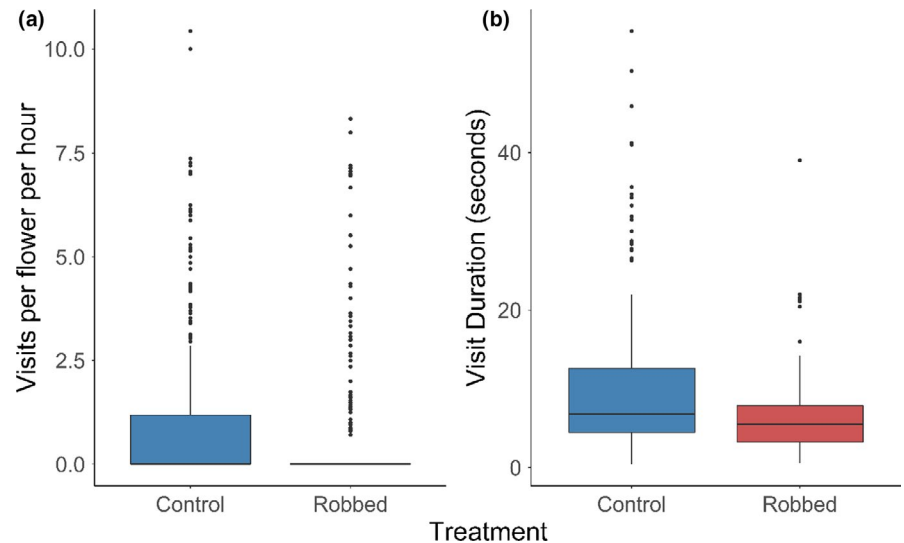 (a)
Visits per flower per hour
10.0
7.5
5.0
2.5
0.0
Control Robbed
(b)
Visit Duration (seconds)
40
20
0
Control Robbed
Treatment